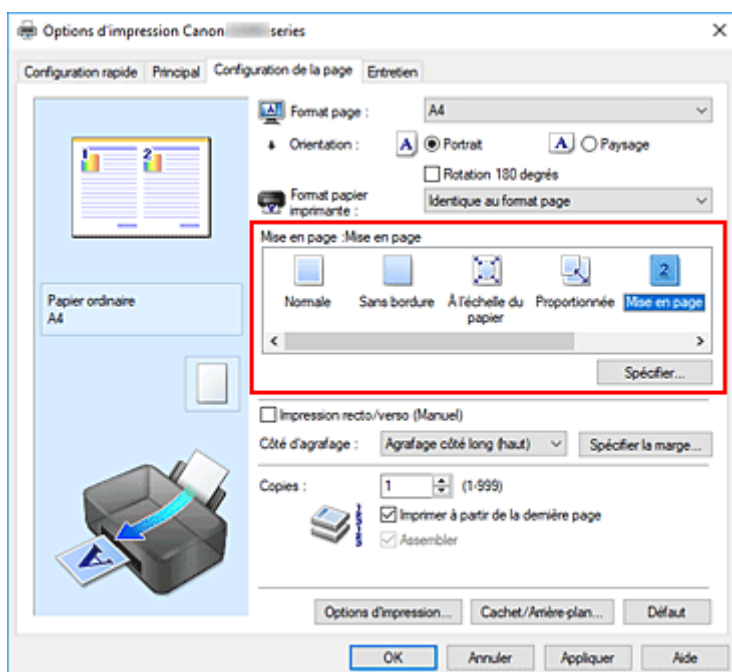 Options d'impression Canon series
Configuration rapide Principal Configuration de la page Entretien
Format page : A4
Orientation : A Portrait A Paysage
Rotation 180 degrés
Format papier
imprimante : Identique au format page
Mise en page :Mise en page
1 2
2
Normale Sans bordure À l'échelle du Proportionnée Mise en page
papier
Papier ordinaire
A4
Spécifier...
Impression recto/verso (Manuel)
Côté d'agrafage : Agrafage côté long (haut) Spécifier la marge...
Copies : 1 (1-999)
Imprimer à partir de la dernière page
Assembler
A
Options d'impression... Cachet/Arrière-plan... Défaut
OK Annuler Appliquer Aide